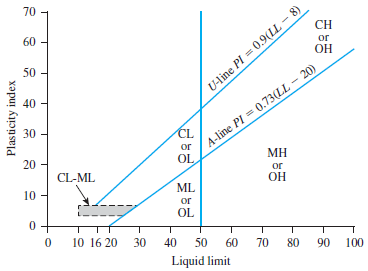 70
60
50
40
30
20
10
0
Plasticity index
U-line PI = 0.9(LL – 8)
A-line PI = 0.73(LL – 20)
CH
or
OH
CL
or
OL
CL-ML
ML
or
OL
MH
or
OH
0 10 16 20 30 40 50 60 70 80 90 100
Liquid limit